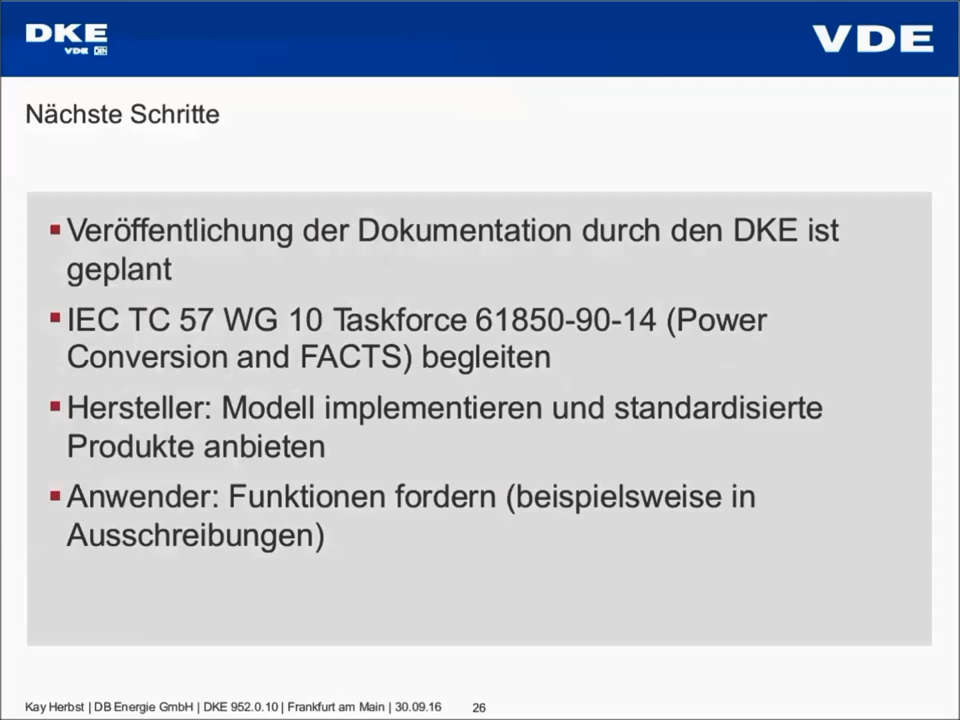 DKE
VDE DIN
VDE
Nächste Schritte
▪ Veröffentlichung der Dokumentation durch den DKE ist
geplant
▪ IEC TC 57 WG 10 Taskforce 61850-90-14 (Power
Conversion and FACTS) begleiten
▪ Hersteller: Modell implementieren und standardisierte
Produkte anbieten
▪ Anwender: Funktionen fordern (beispielsweise in
Ausschreibungen)
Kay Herbst | DB Energie GmbH | DKE 952.0.10 | Frankfurt am Main | 30.09.16 26